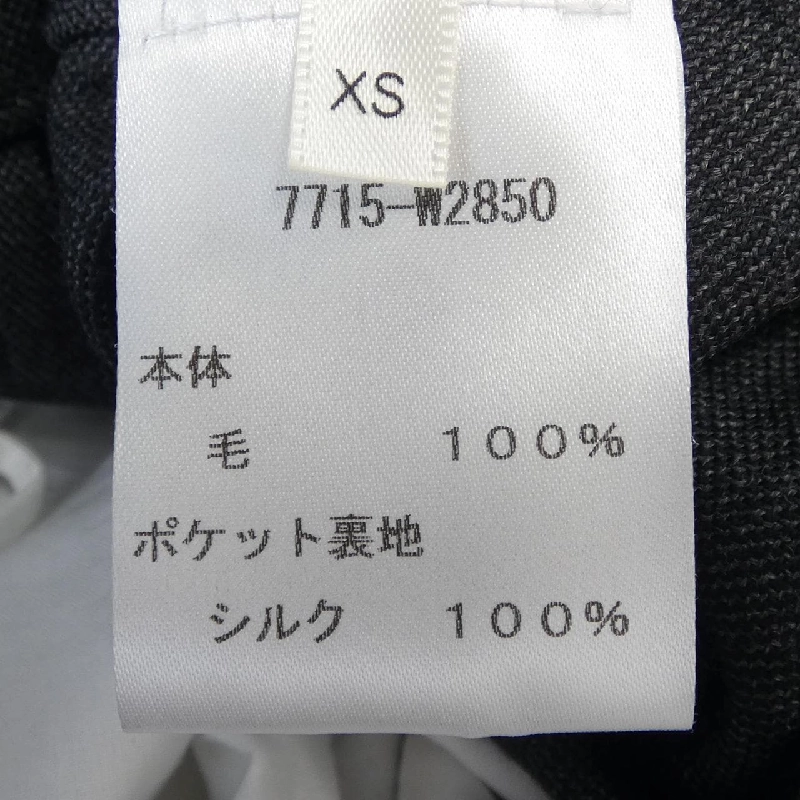 XS
7715-W2850
本体
毛 100%
ポケット裏地
シルク 100%